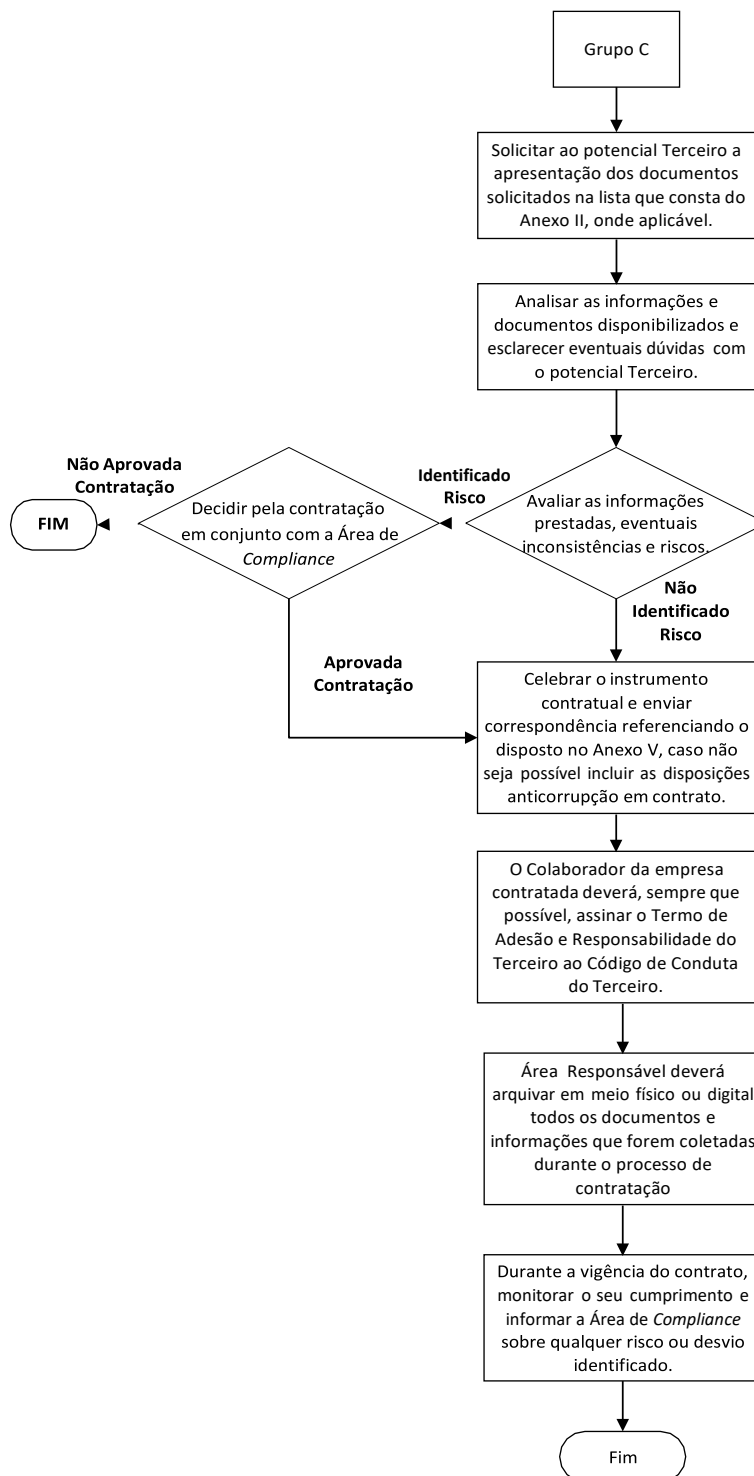 Grupo C
Solicitar ao potencial Terceiro a
apresentação dos documentos
solicitados na lista que consta do
Anexo II, onde aplicável.
Analisar as informações e
documentos disponibilizados e
esclarecer eventuais dúvidas com
o potencial Terceiro.
Avaliar as informações
prestadas, eventuais
inconsistências e riscos.
Identificado
Risco
Decidir pela contratação
em conjunto com a Área de
Compliance
Não Aprovada
Contratação
FIM
Não
Identificado
Risco
Aprovada
Contratação
Celebrar o instrumento
contratual e enviar
correspondência referenciando o
disposto no Anexo V, caso não
seja possível incluir as disposições
anticorrupção em contrato.
O Colaborador da empresa
contratada deverá, sempre que
possível, assinar o Termo de
Adesão e Responsabilidade do
Terceiro ao Código de Conduta
do Terceiro.
Área Responsável deverá
arquivar em meio físico ou digital
todos os documentos e
informações que forem coletadas
durante o processo de
contratação
Durante a vigência do contrato,
monitorar o seu cumprimento e
informar a Área de Compliance
sobre qualquer risco ou desvio
identificado.
Fim